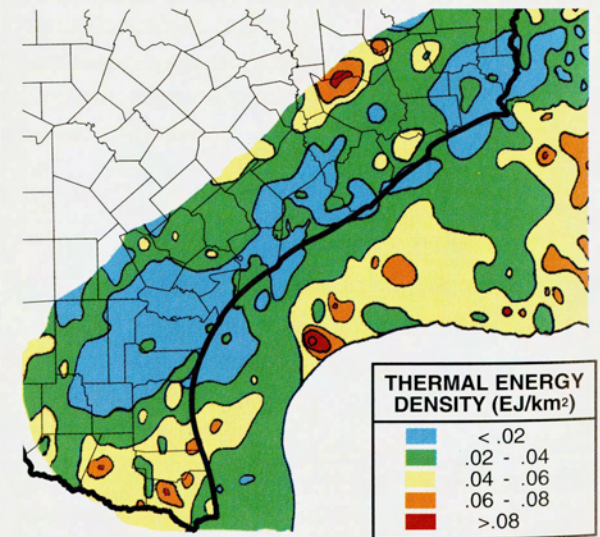 THERMAL ENERGY
DENSITY (EJ/km²)
< .02
.02 - .04
.04 - .06
.06 - .08
>.08